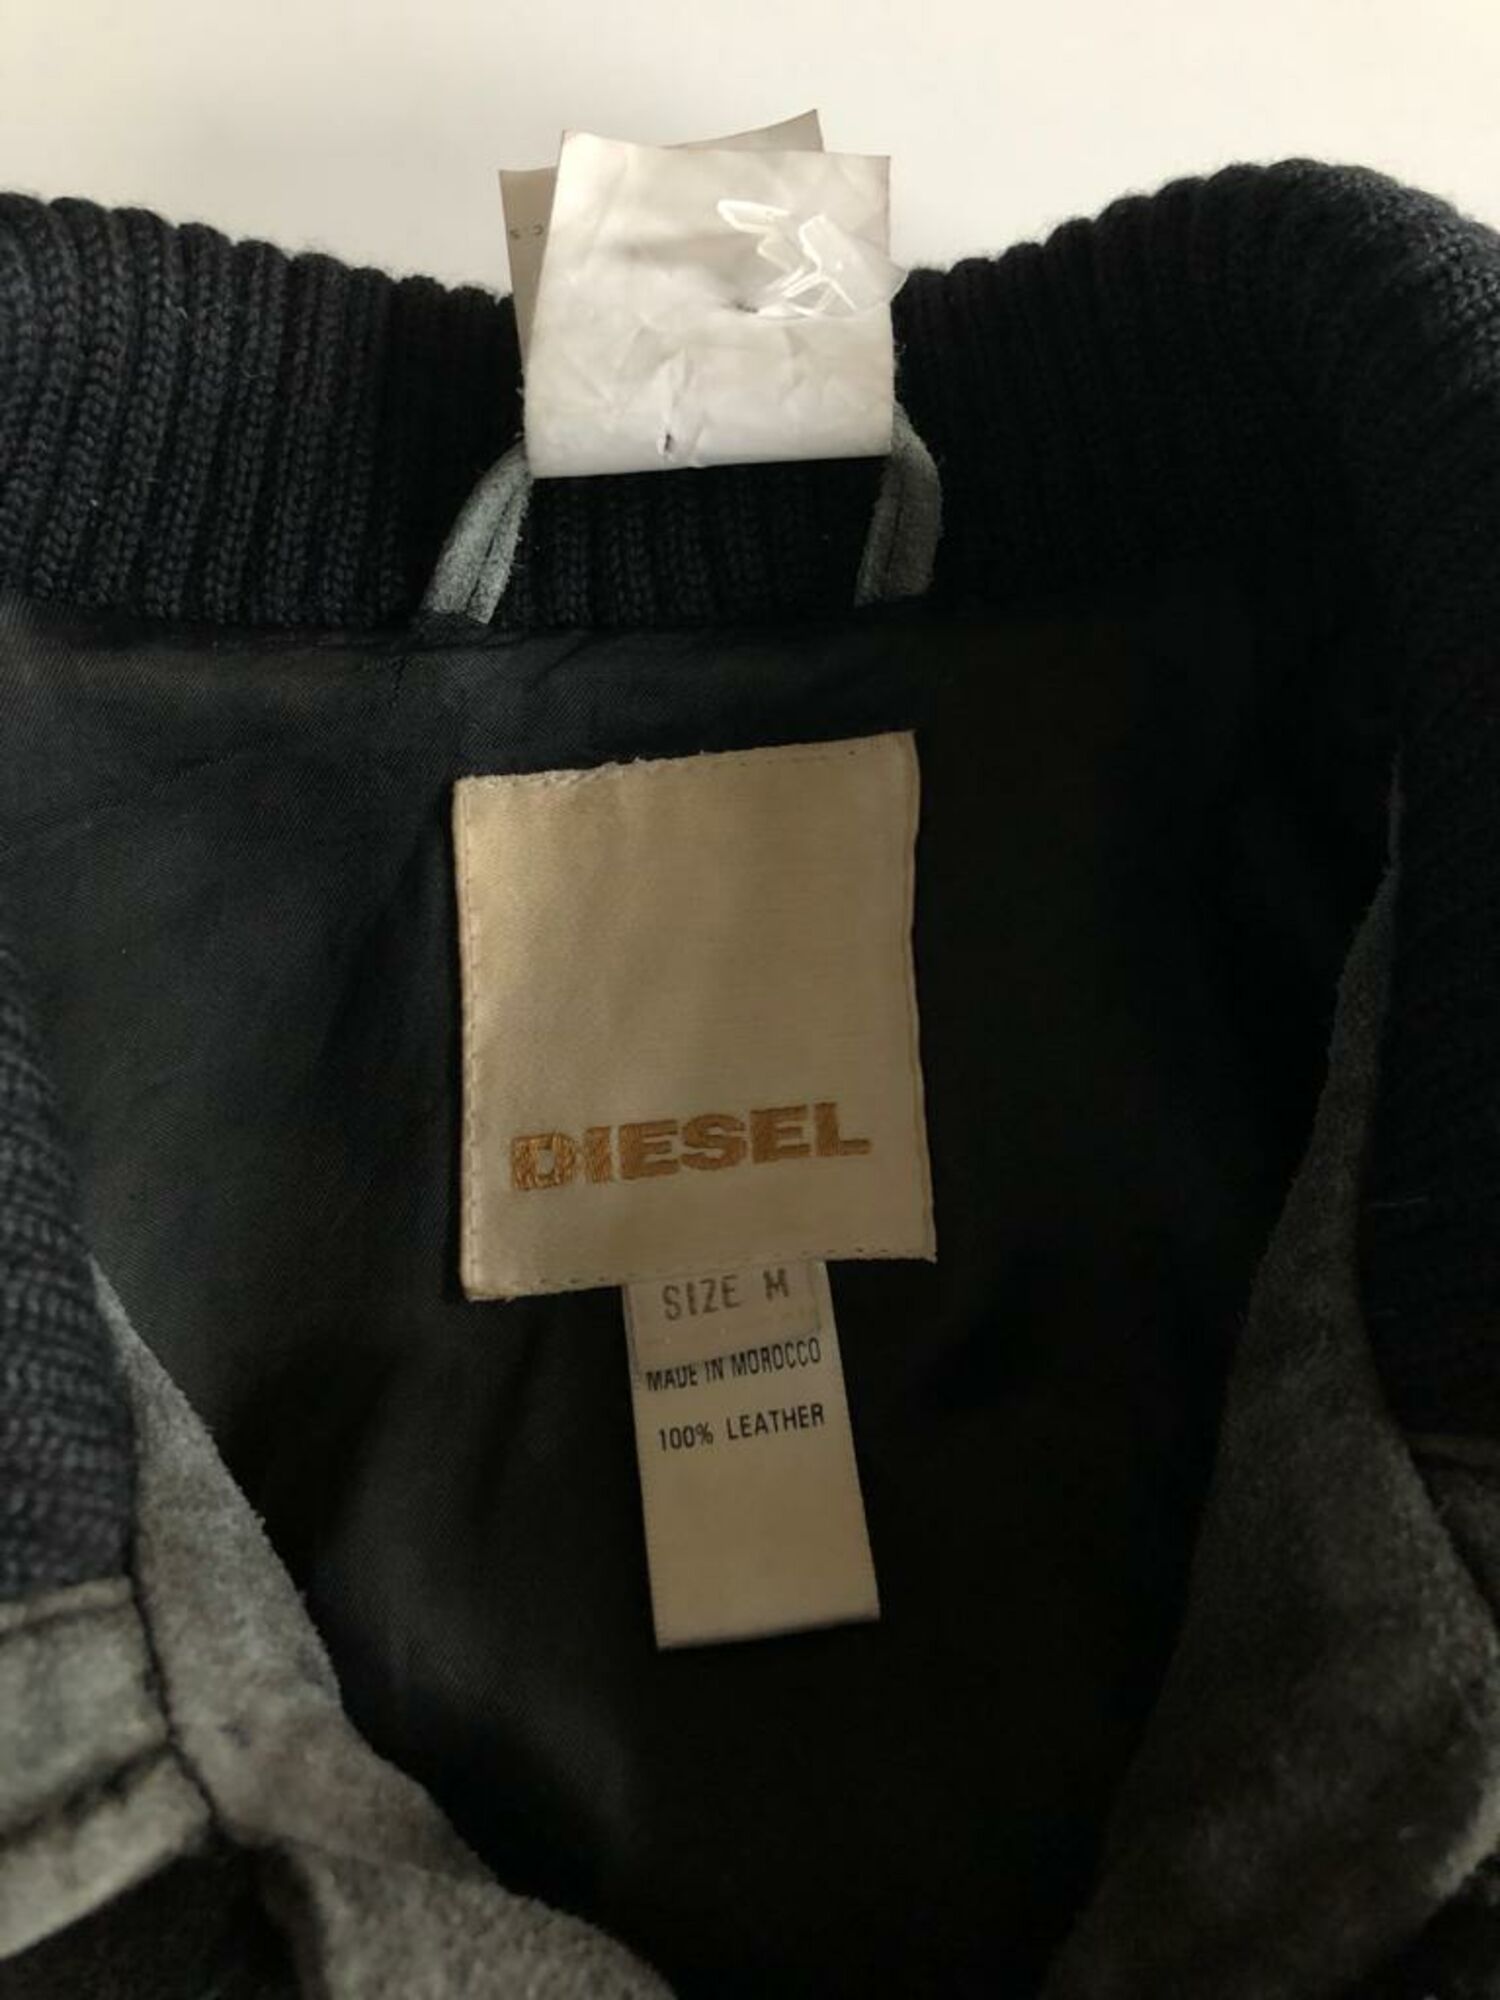 DIESEL
SIZE M
MADE IN MOROCCO
100% LEATHER